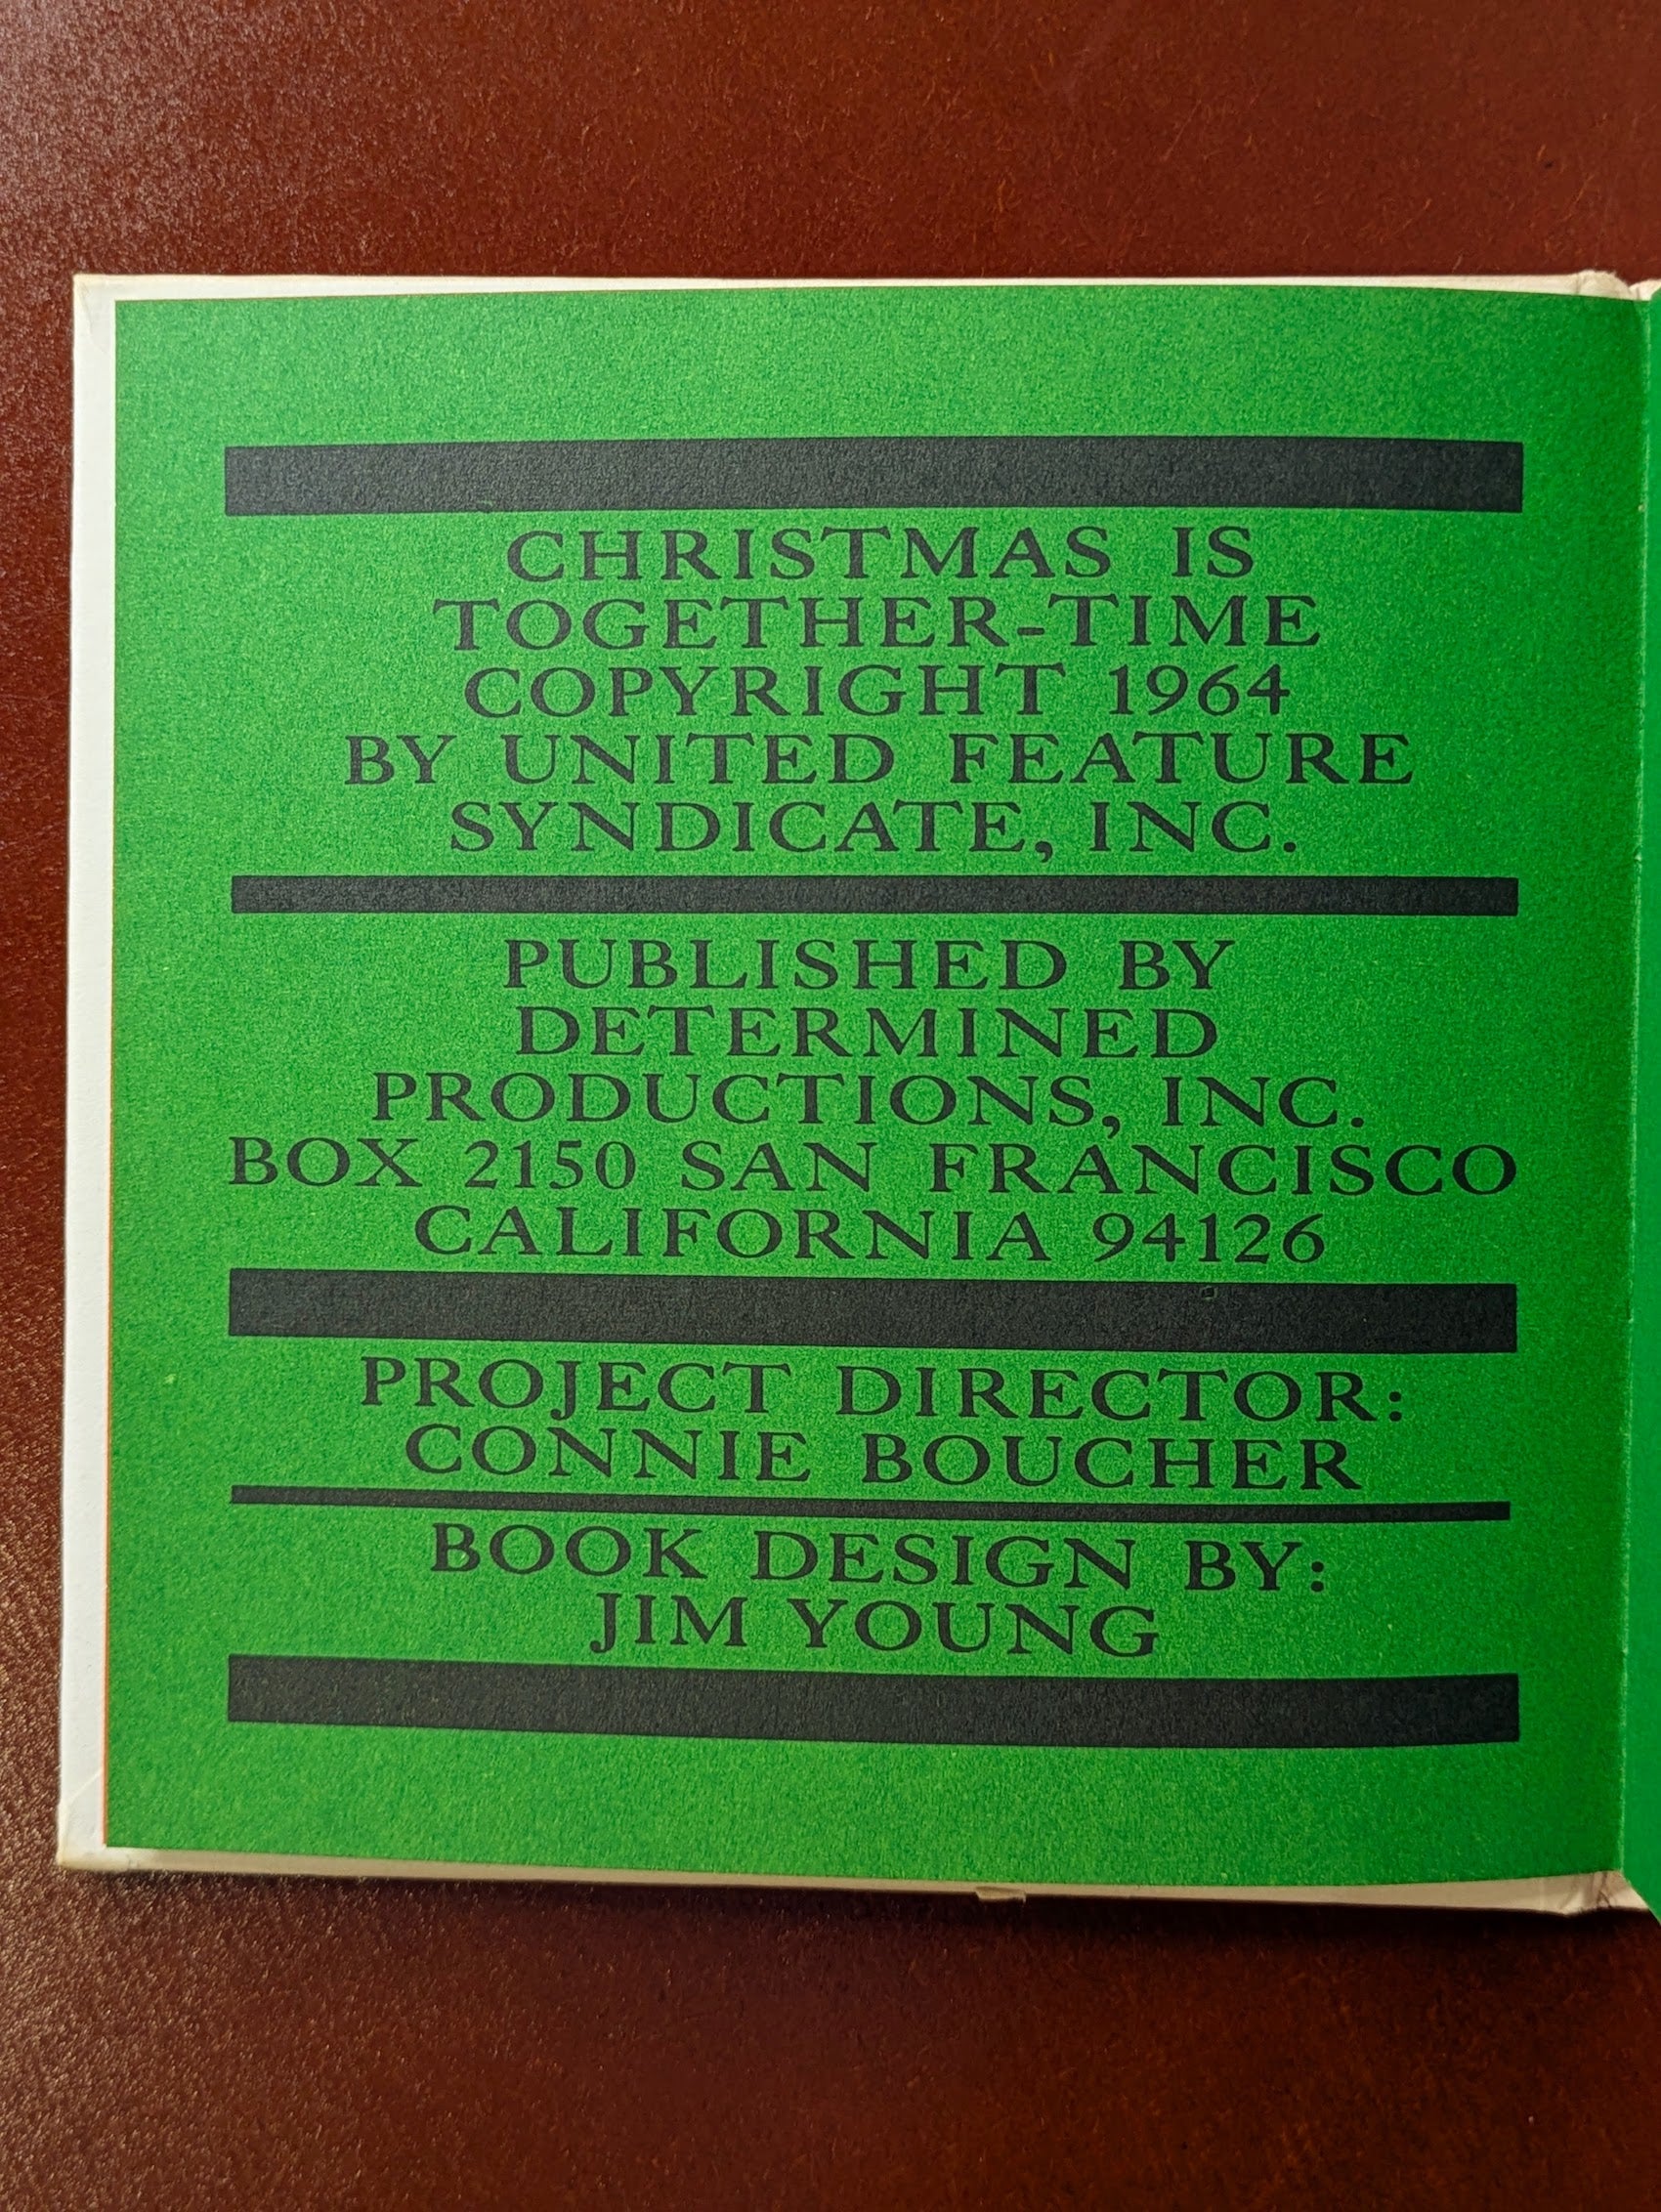 CHRISTMAS IS
TOGETHER-TIME
COPYRIGHT 1964
BY UNITED FEATURE
SYNDICATE, INC.
PUBLISHED BY
DETERMINED
PRODUCTIONS, INC.
BOX 2150 SAN FRANCISCO
CALIFORNIA 94126
PROJECT DIRECTOR:
CONNIE BOUCHER
BOOK DESIGN BY:
JIM YOUNG